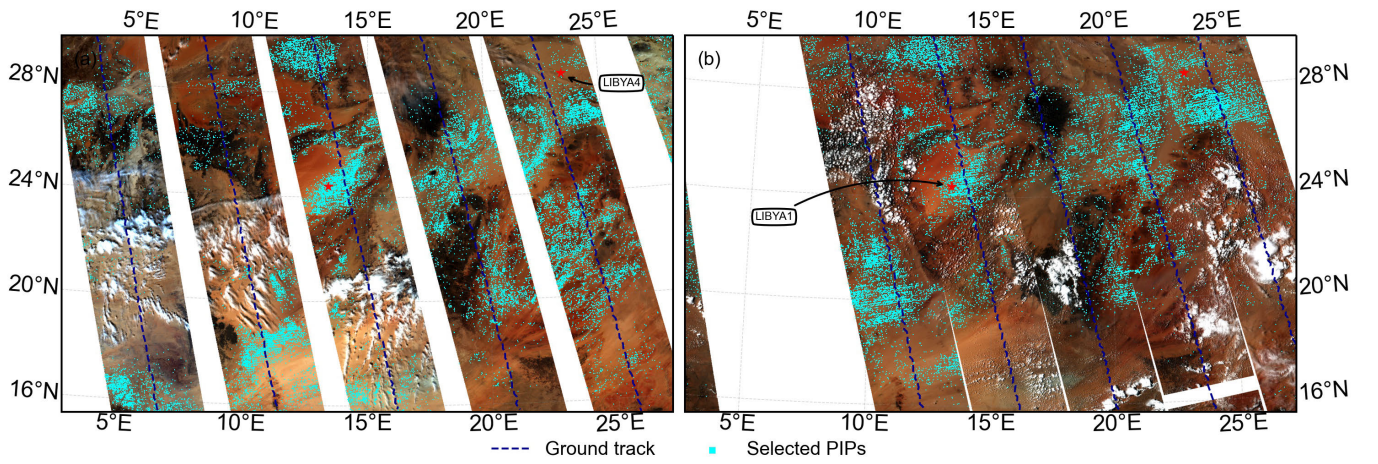 5°E 10°E 15°E 20°E 25°E 5°E 10°E 15°E 20°E 25°E
(a) (b)
28°N LIBYA4 28°N
24°N 24°N
LIBYA1
20°N 20°N
16°N 16°N
5°E 10°E 15°E 20°E 25°E 5°E 10°E 15°E 20°E 25°E
Ground track Selected PIPs